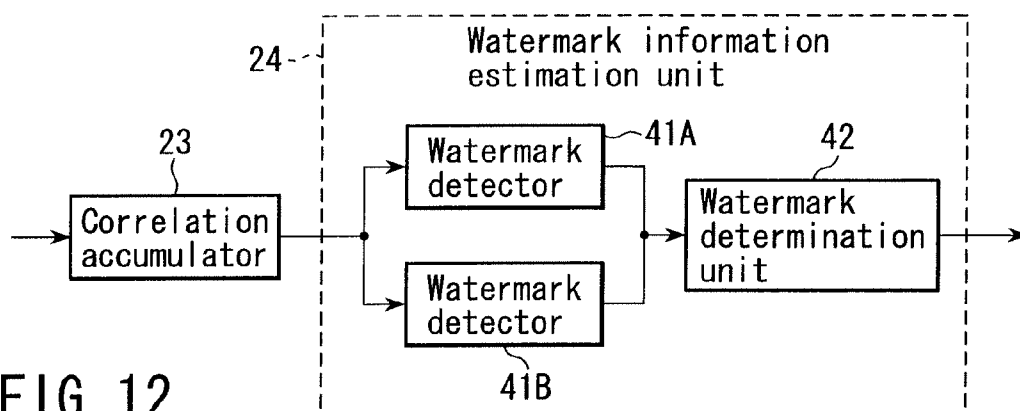 24
Watermark information
estimation unit
23
Correlation
accumulator
41A
Watermark
detector
42
Watermark
determination
unit
Watermark
detector
41B
FIG. 12